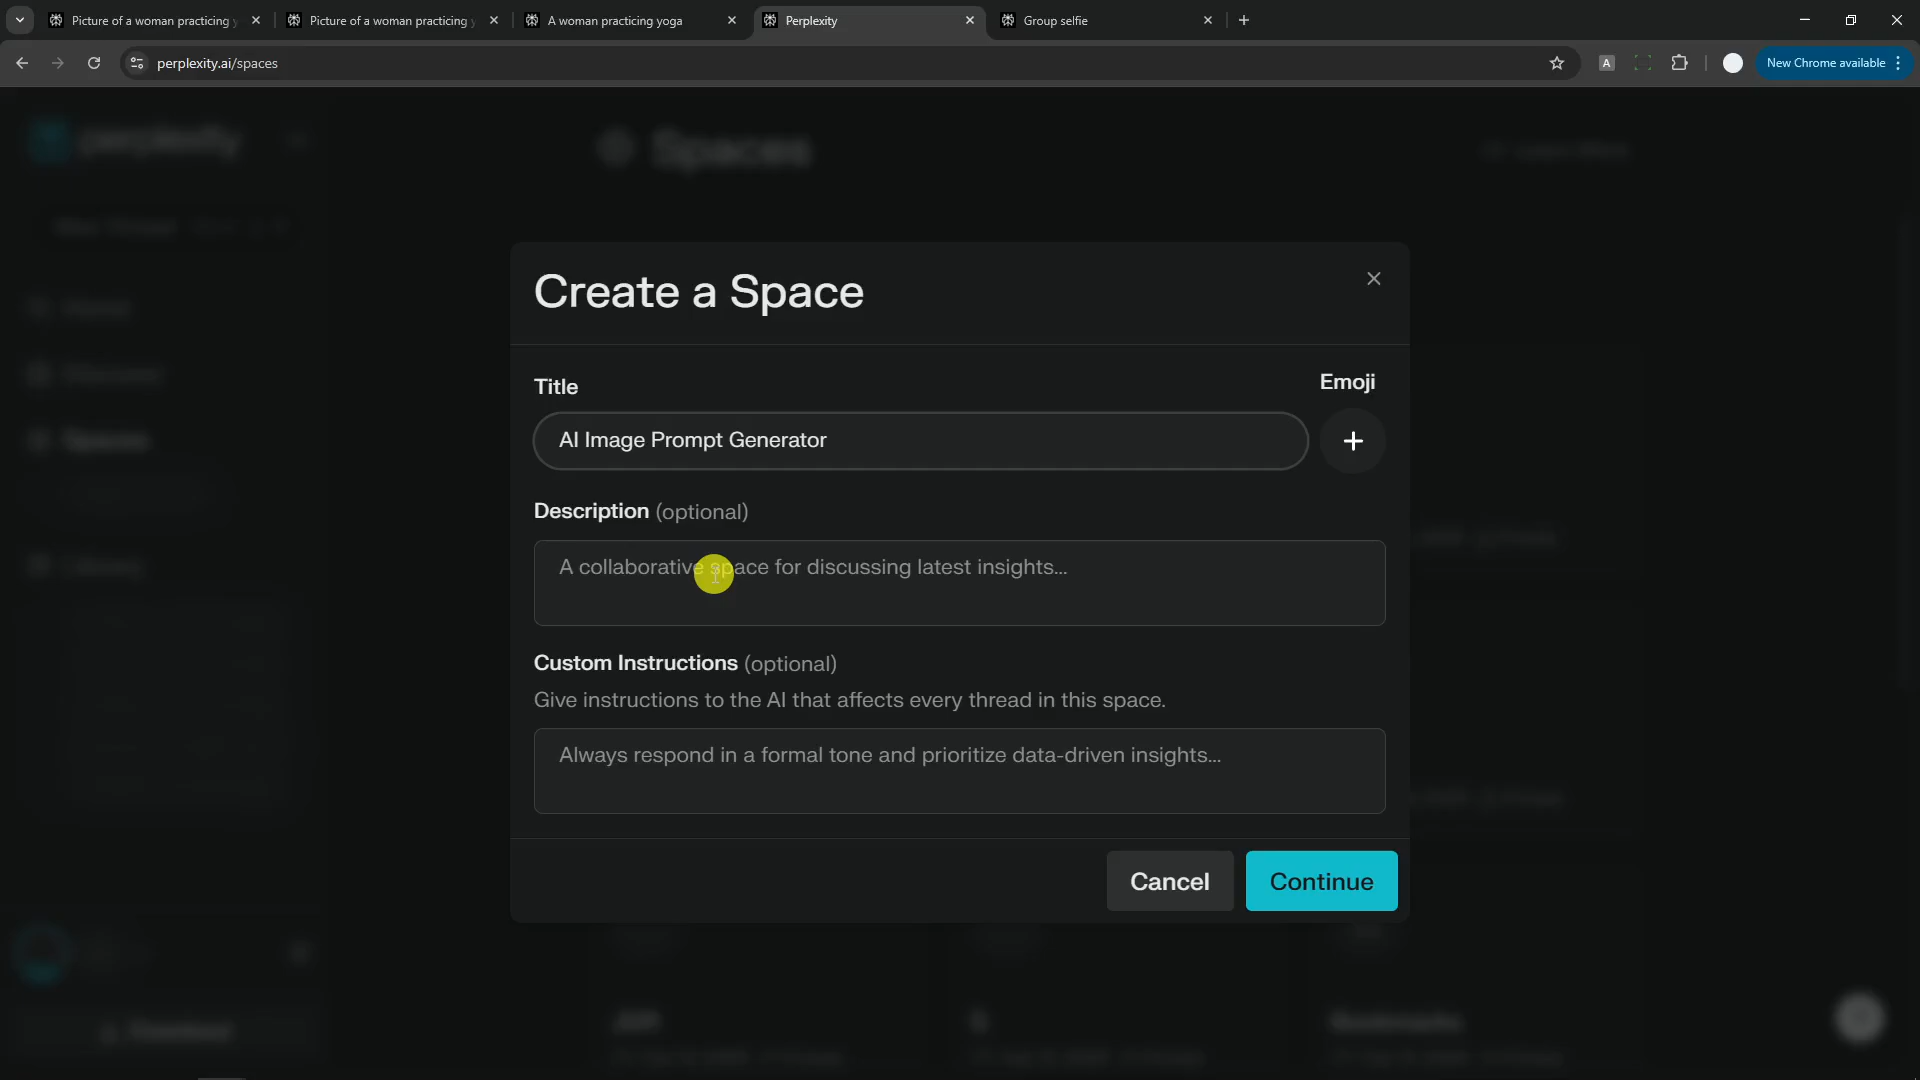 Picture of a woman practicing y
Picture of a woman practicing y
A woman practicing yoga
Perplexity
Group selfie
perplexity.ai/spaces
A
New Chrome available
perplexity
Spaces
Create a Space
Title
Emoji
AI Image Prompt Generator
Description (optional)
A collaborative space for discussing latest insights...
Custom Instructions (optional)
Give instructions to the AI that affects every thread in this space.
Always respond in a formal tone and prioritize data-driven insights...
Cancel
Continue